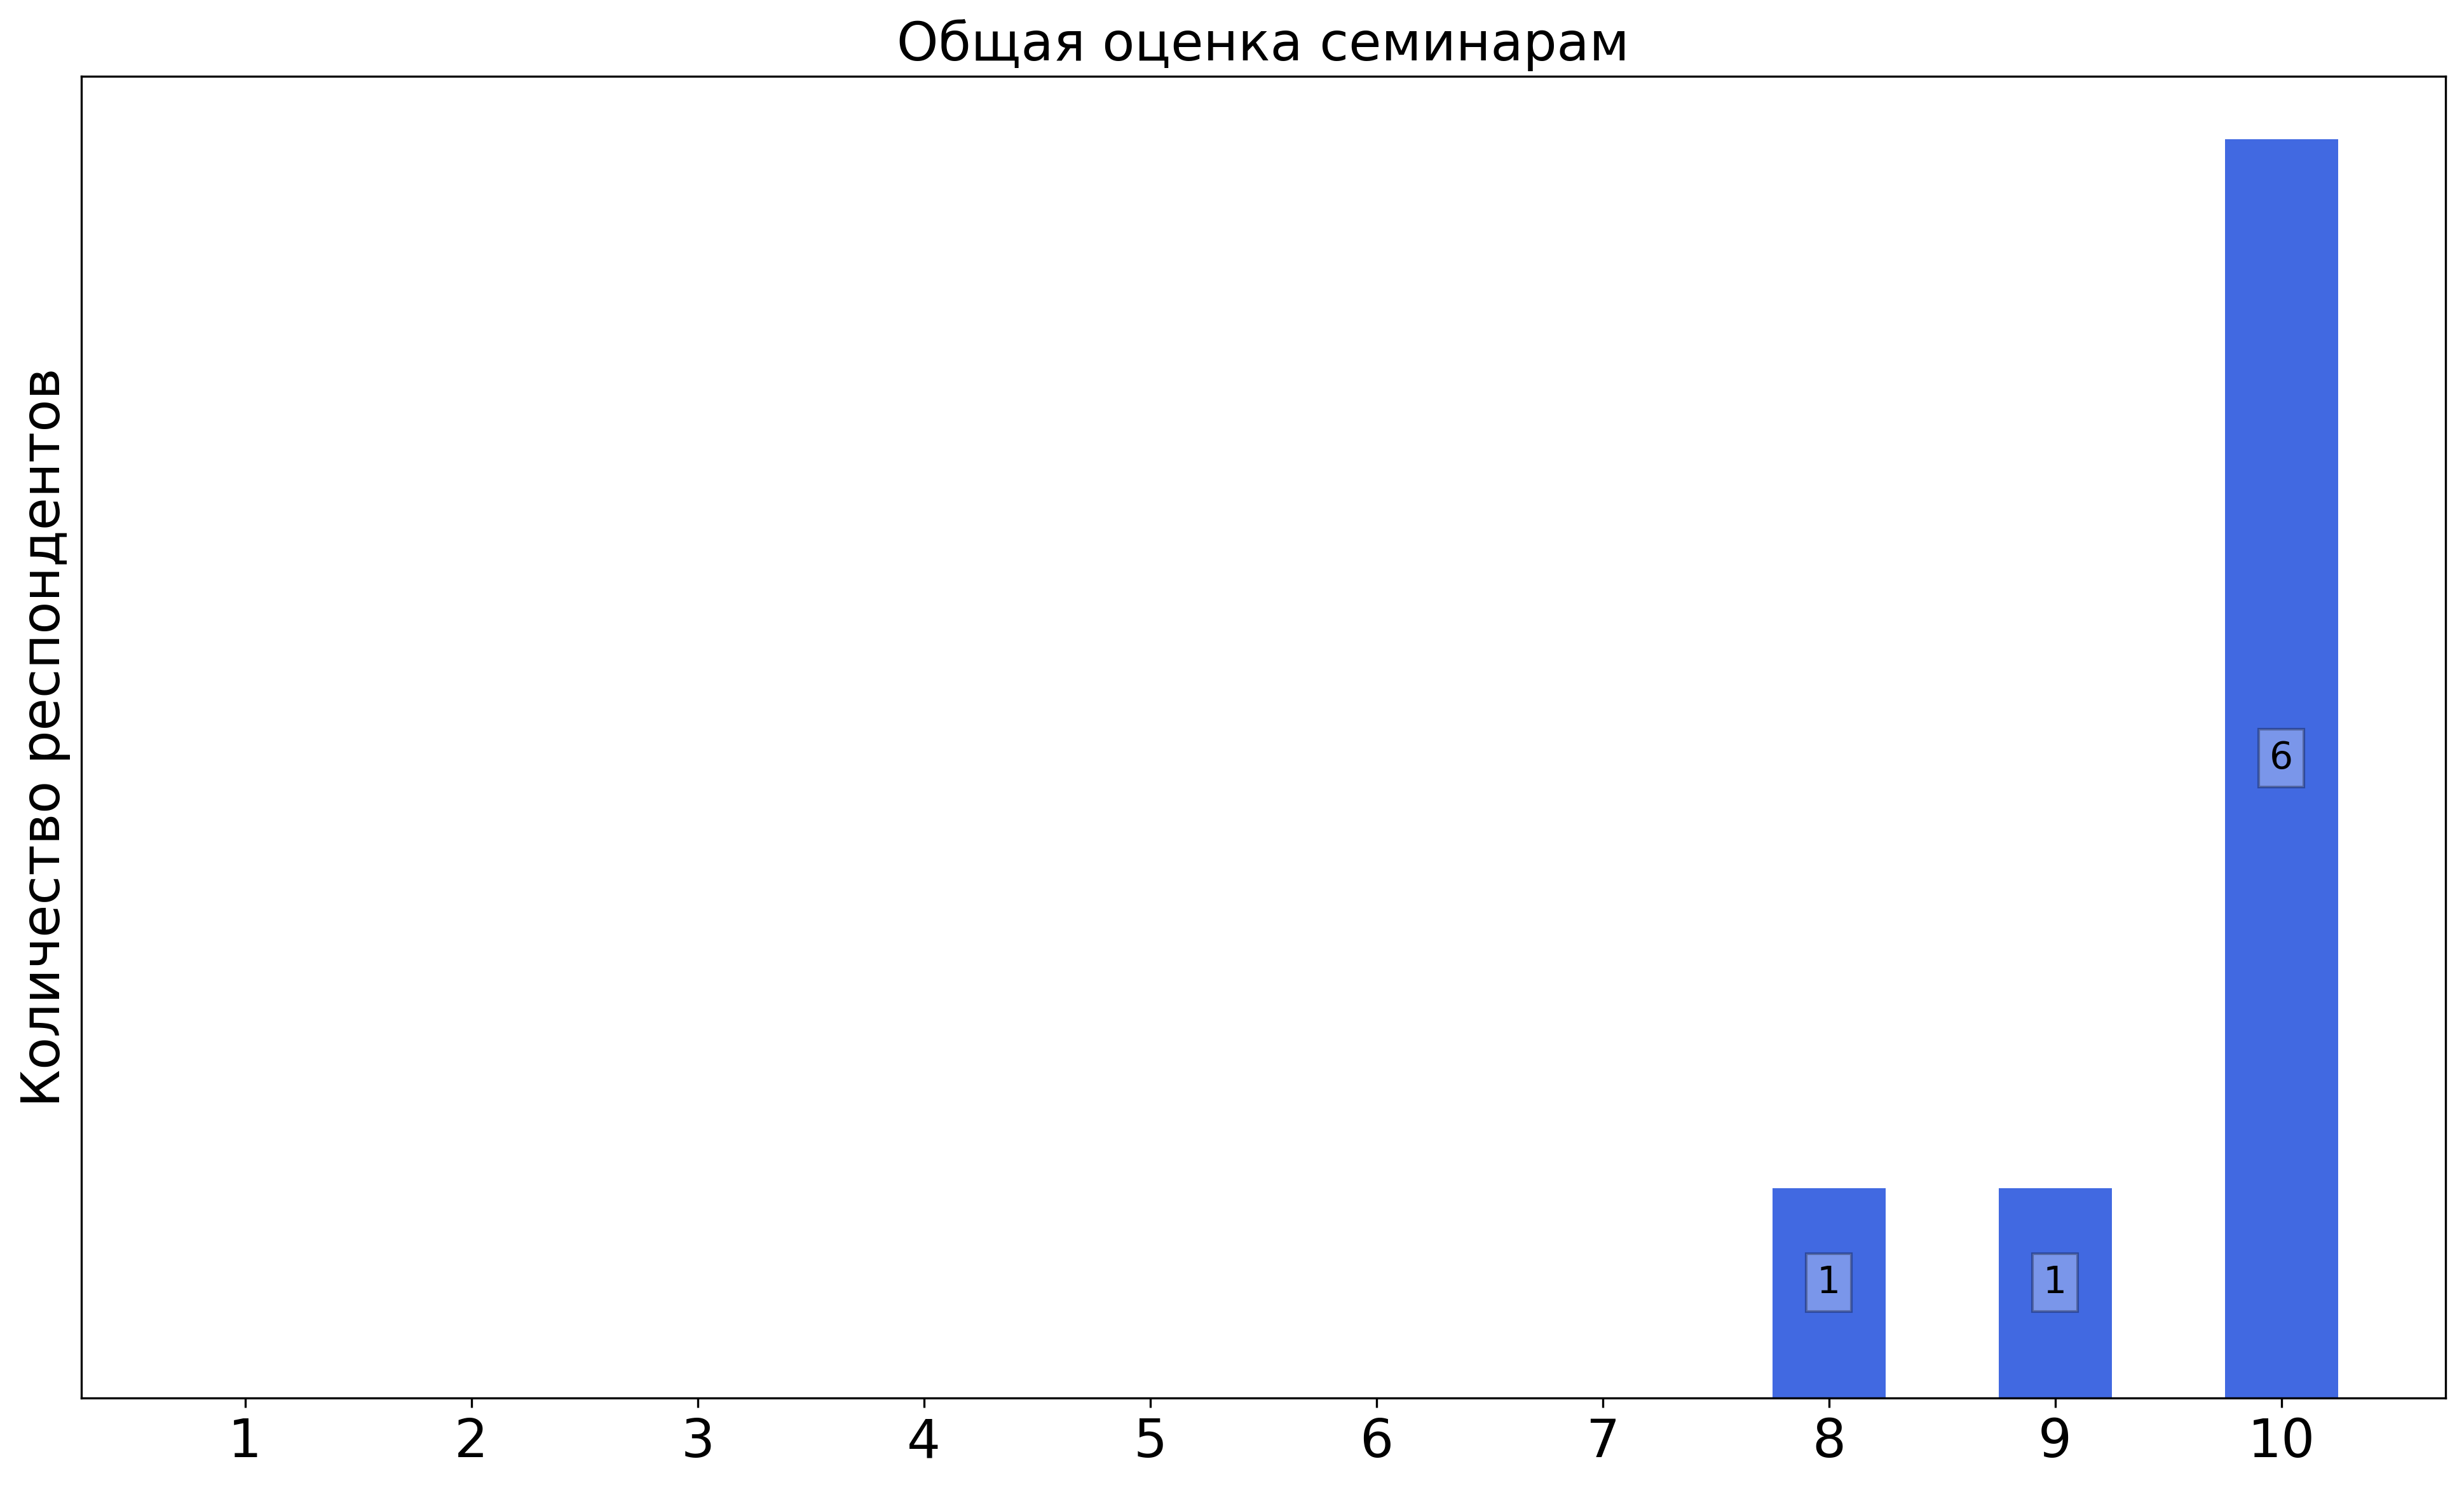 Общая оценка семинарам
Количество респондентов
6
1
1
1 2 3 4 5 6 7 8 9 10